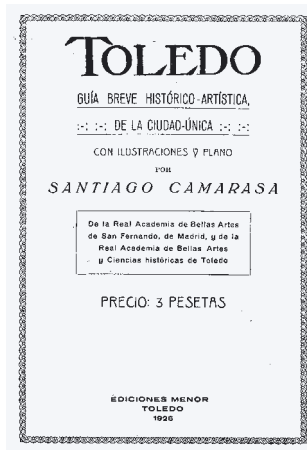 TOLEDO
GUÍA BREVE HISTÓRICO-ARTÍSTICA,
:-: :-: DE LA CIUDAD-ÚNICA :-: :-:
CON ILUSTRACIONES Y PLANO
POR
SANTIAGO CAMARASA
De la Real Academia de Bellas Artes
de San Fernando, de Madrid, y de la
Real Academia de Bellas Artes
y Ciencias históricas de Toledo
PRECIO: 3 PESETAS
EDICIONES MENOR
TOLEDO
1926